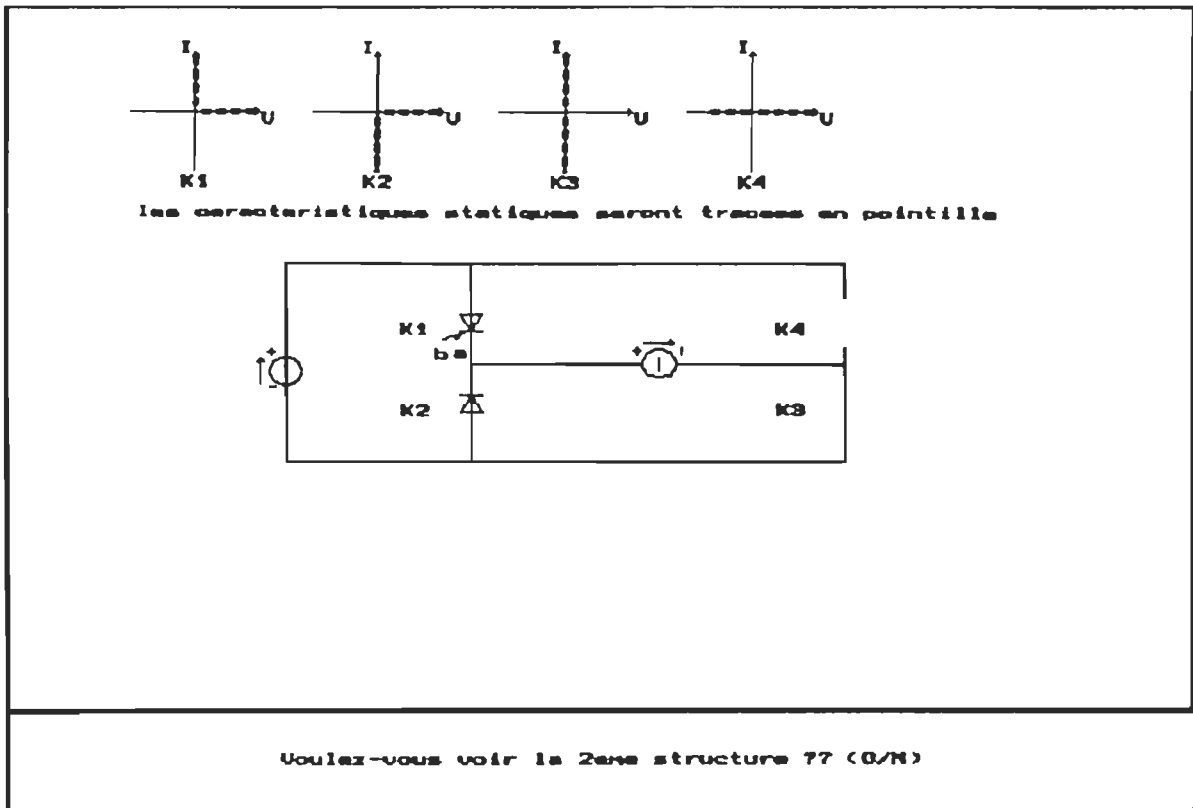 I I I I
U U U U
K1 K2 K3 K4
les caracteristiques statiques seront traces en pointille
K1 K4
ba
+ +
I
-
K2 K3
Voulez-vous voir la 2eme structure ?? (O/N)